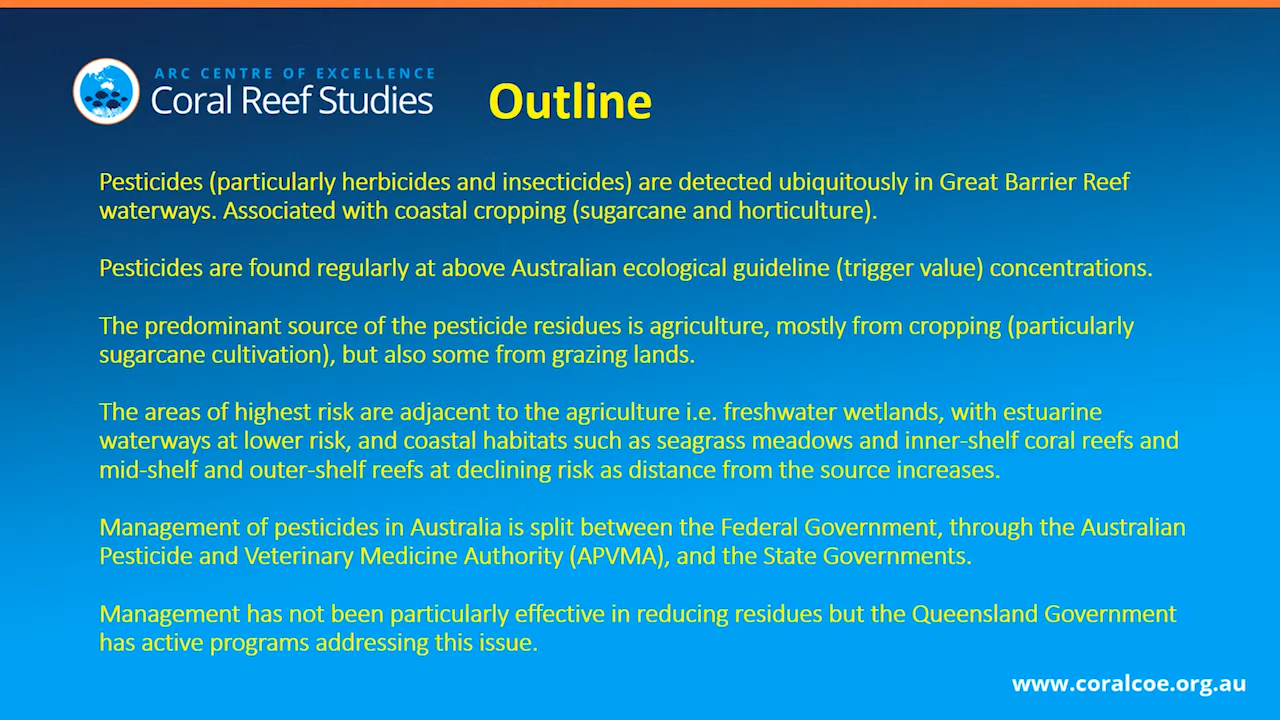 ARC CENTRE OF EXCELLENCE
Coral Reef Studies
Outline
Pesticides (particularly herbicides and insecticides) are detected ubiquitously in Great Barrier Reef
waterways. Associated with coastal cropping (sugarcane and horticulture).
Pesticides are found regularly at above Australian ecological guideline (trigger value) concentrations.
The predominant source of the pesticide residues is agriculture, mostly from cropping (particularly
sugarcane cultivation), but also some from grazing lands.
The areas of highest risk are adjacent to the agriculture i.e. freshwater wetlands, with estuarine
waterways at lower risk, and coastal habitats such as seagrass meadows and inner-shelf coral reefs and
mid-shelf and outer-shelf reefs at declining risk as distance from the source increases.
Management of pesticides in Australia is split between the Federal Government, through the Australian
Pesticide and Veterinary Medicine Authority (APVMA), and the State Governments.
Management has not been particularly effective in reducing residues but the Queensland Government
has active programs addressing this issue.
www.coralcoe.org.au